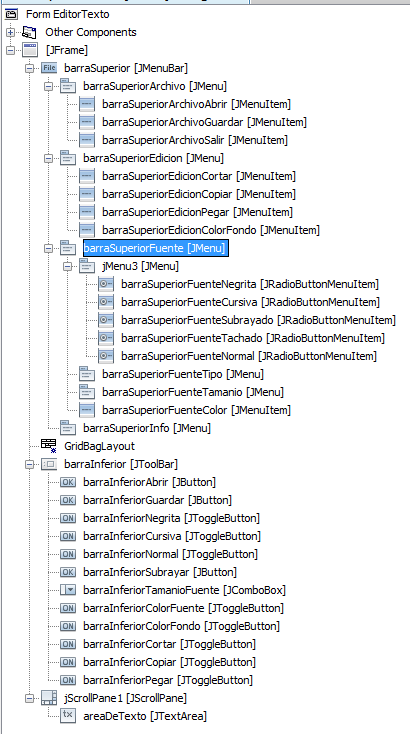 Form EditorTexto
Other Components
[JFrame]
barraSuperior [JMenuBar]
barraSuperiorArchivo [JMenu]
barraSuperiorArchivoAbrir [JMenuItem]
barraSuperiorArchivoGuardar [JMenuItem]
barraSuperiorArchivoSalir [JMenuItem]
barraSuperiorEdicion [JMenu]
barraSuperiorEdicionCortar [JMenuItem]
barraSuperiorEdicionCopiar [JMenuItem]
barraSuperiorEdicionPegar [JMenuItem]
barraSuperiorEdicionColorFondo [JMenuItem]
barraSuperiorFuente [JMenu]
jMenu3 [JMenu]
barraSuperiorFuenteNegrita [JRadioButtonMenuItem]
barraSuperiorFuenteCursiva [JRadioButtonMenuItem]
barraSuperiorFuenteSubrayado [JRadioButtonMenuItem]
barraSuperiorFuenteTachado [JRadioButtonMenuItem]
barraSuperiorFuenteNormal [JRadioButtonMenuItem]
barraSuperiorFuenteTipo [JMenu]
barraSuperiorFuenteTamanio [JMenu]
barraSuperiorFuenteColor [JMenuItem]
barraSuperiorInfo [JMenu]
GridBagLayout
barraInferior [JToolBar]
OK barraInferiorAbrir [JButton]
OK barraInferiorGuardar [JButton]
ON barraInferiorNegrita [JToggleButton]
ON barraInferiorCursiva [JToggleButton]
ON barraInferiorNormal [JToggleButton]
OK barraInferiorSubrayar [JButton]
barraInferiorTamanioFuente [JComboBox]
ON barraInferiorColorFuente [JToggleButton]
ON barraInferiorColorFondo [JToggleButton]
ON barraInferiorCortar [JToggleButton]
ON barraInferiorCopiar [JToggleButton]
ON barraInferiorPegar [JToggleButton]
jScrollPane1 [JScrollPane]
tx areaDeTexto [JTextArea]